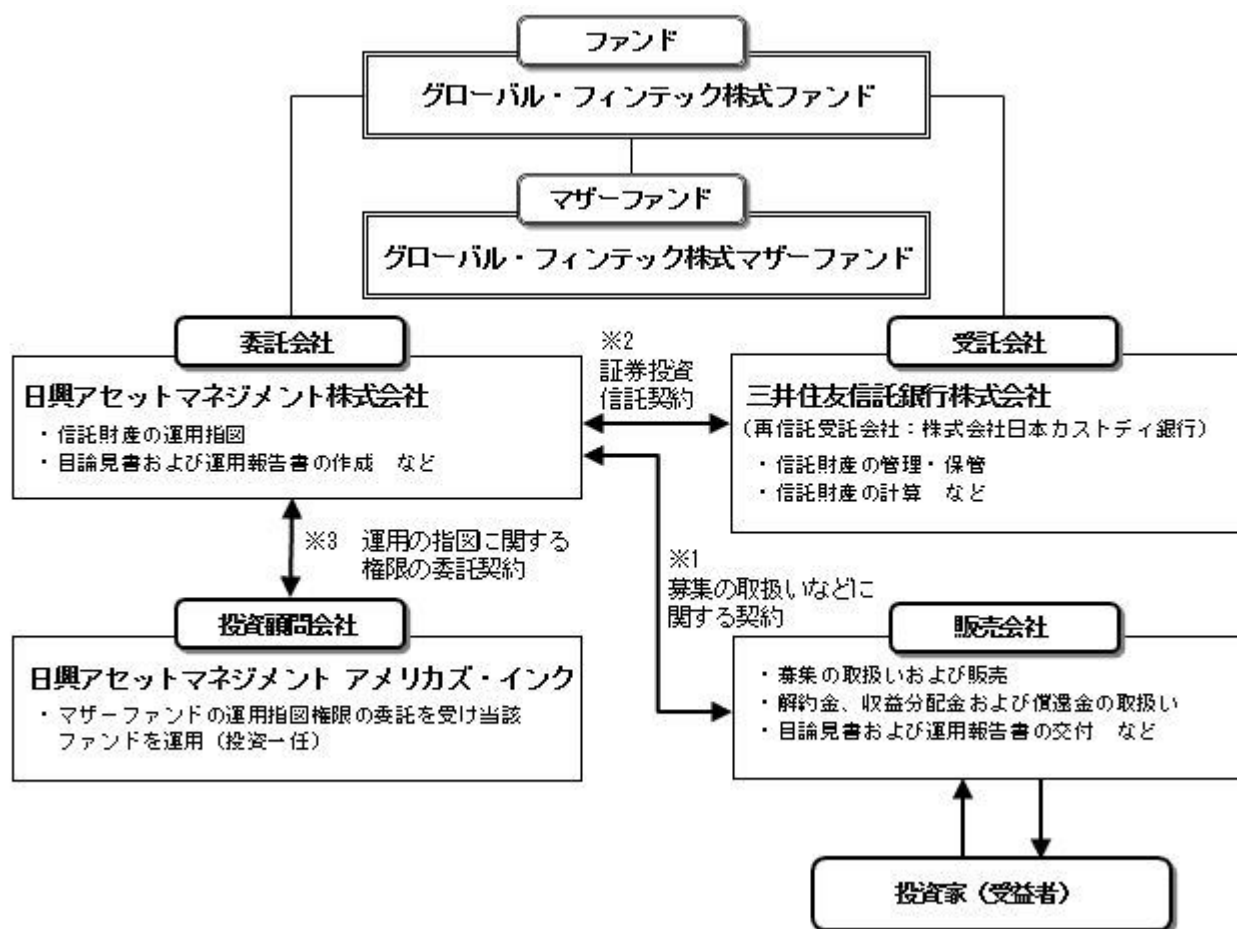 ファンド
グローバル・フィンテック株式ファンド
マザーファンド
グローバル・フィンテック株式マザーファンド
委託会社
日興アセットマネジメント株式会社
・信託財産の運用指図
・目論見書および運用報告書の作成　など
※2
証券投資
信託契約
受託会社
三井住友信託銀行株式会社
(再信託受託会社：株式会社日本カストディ銀行)
・信託財産の管理・保管
・信託財産の計算　など
※3　運用の指図に関する
権限の委託契約
※1
募集の取扱いなどに
関する契約
投資顧問会社
日興アセットマネジメント アメリカズ・インク
・マザーファンドの運用指図権限の委託を受け当該
ファンドを運用（投資一任）
販売会社
・募集の取扱いおよび販売
・解約金、収益分配金および償還金の取扱い
・目論見書および運用報告書の交付　など
投資家（受益者）